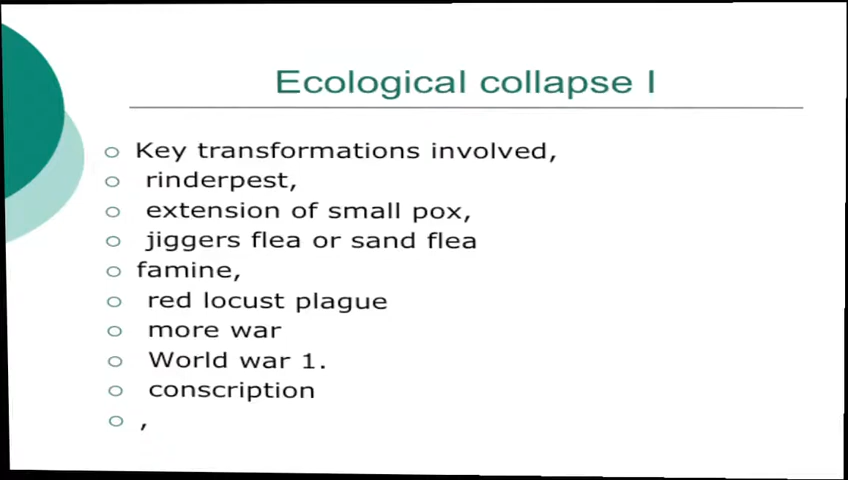 Ecological collapse I
Key transformations involved,
rinderpest,
extension of small pox,
jiggers flea or sand flea
famine,
red locust plague
more war
World war 1.
conscription
,